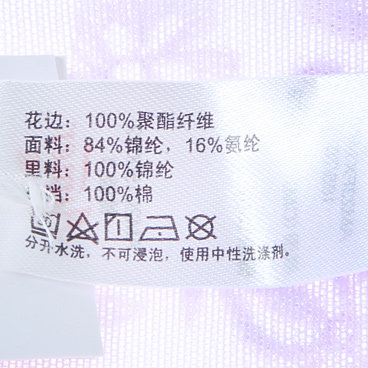 花边：100%聚酯纤维
面料：84%锦纶，16%氨纶
里料：100%锦纶
裆：100%棉
分开水洗，不可浸泡，使用中性洗涤剂。